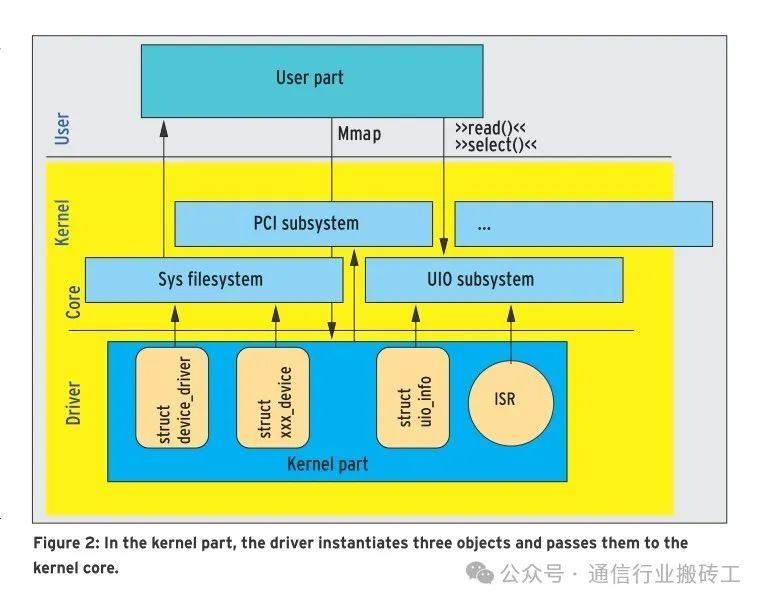 User part
User
Mmap
>>read()<<
>>select()<<
Kernel
PCI subsystem
...
Core
Sys filesystem
UIO subsystem
Driver
struct
device_driver
struct
xxx_device
struct
uio_info
ISR
Kernel part
Figure 2: In the kernel part, the driver instantiates three objects and passes them to the
kernel core.
公众号 · 通信行业搬砖工